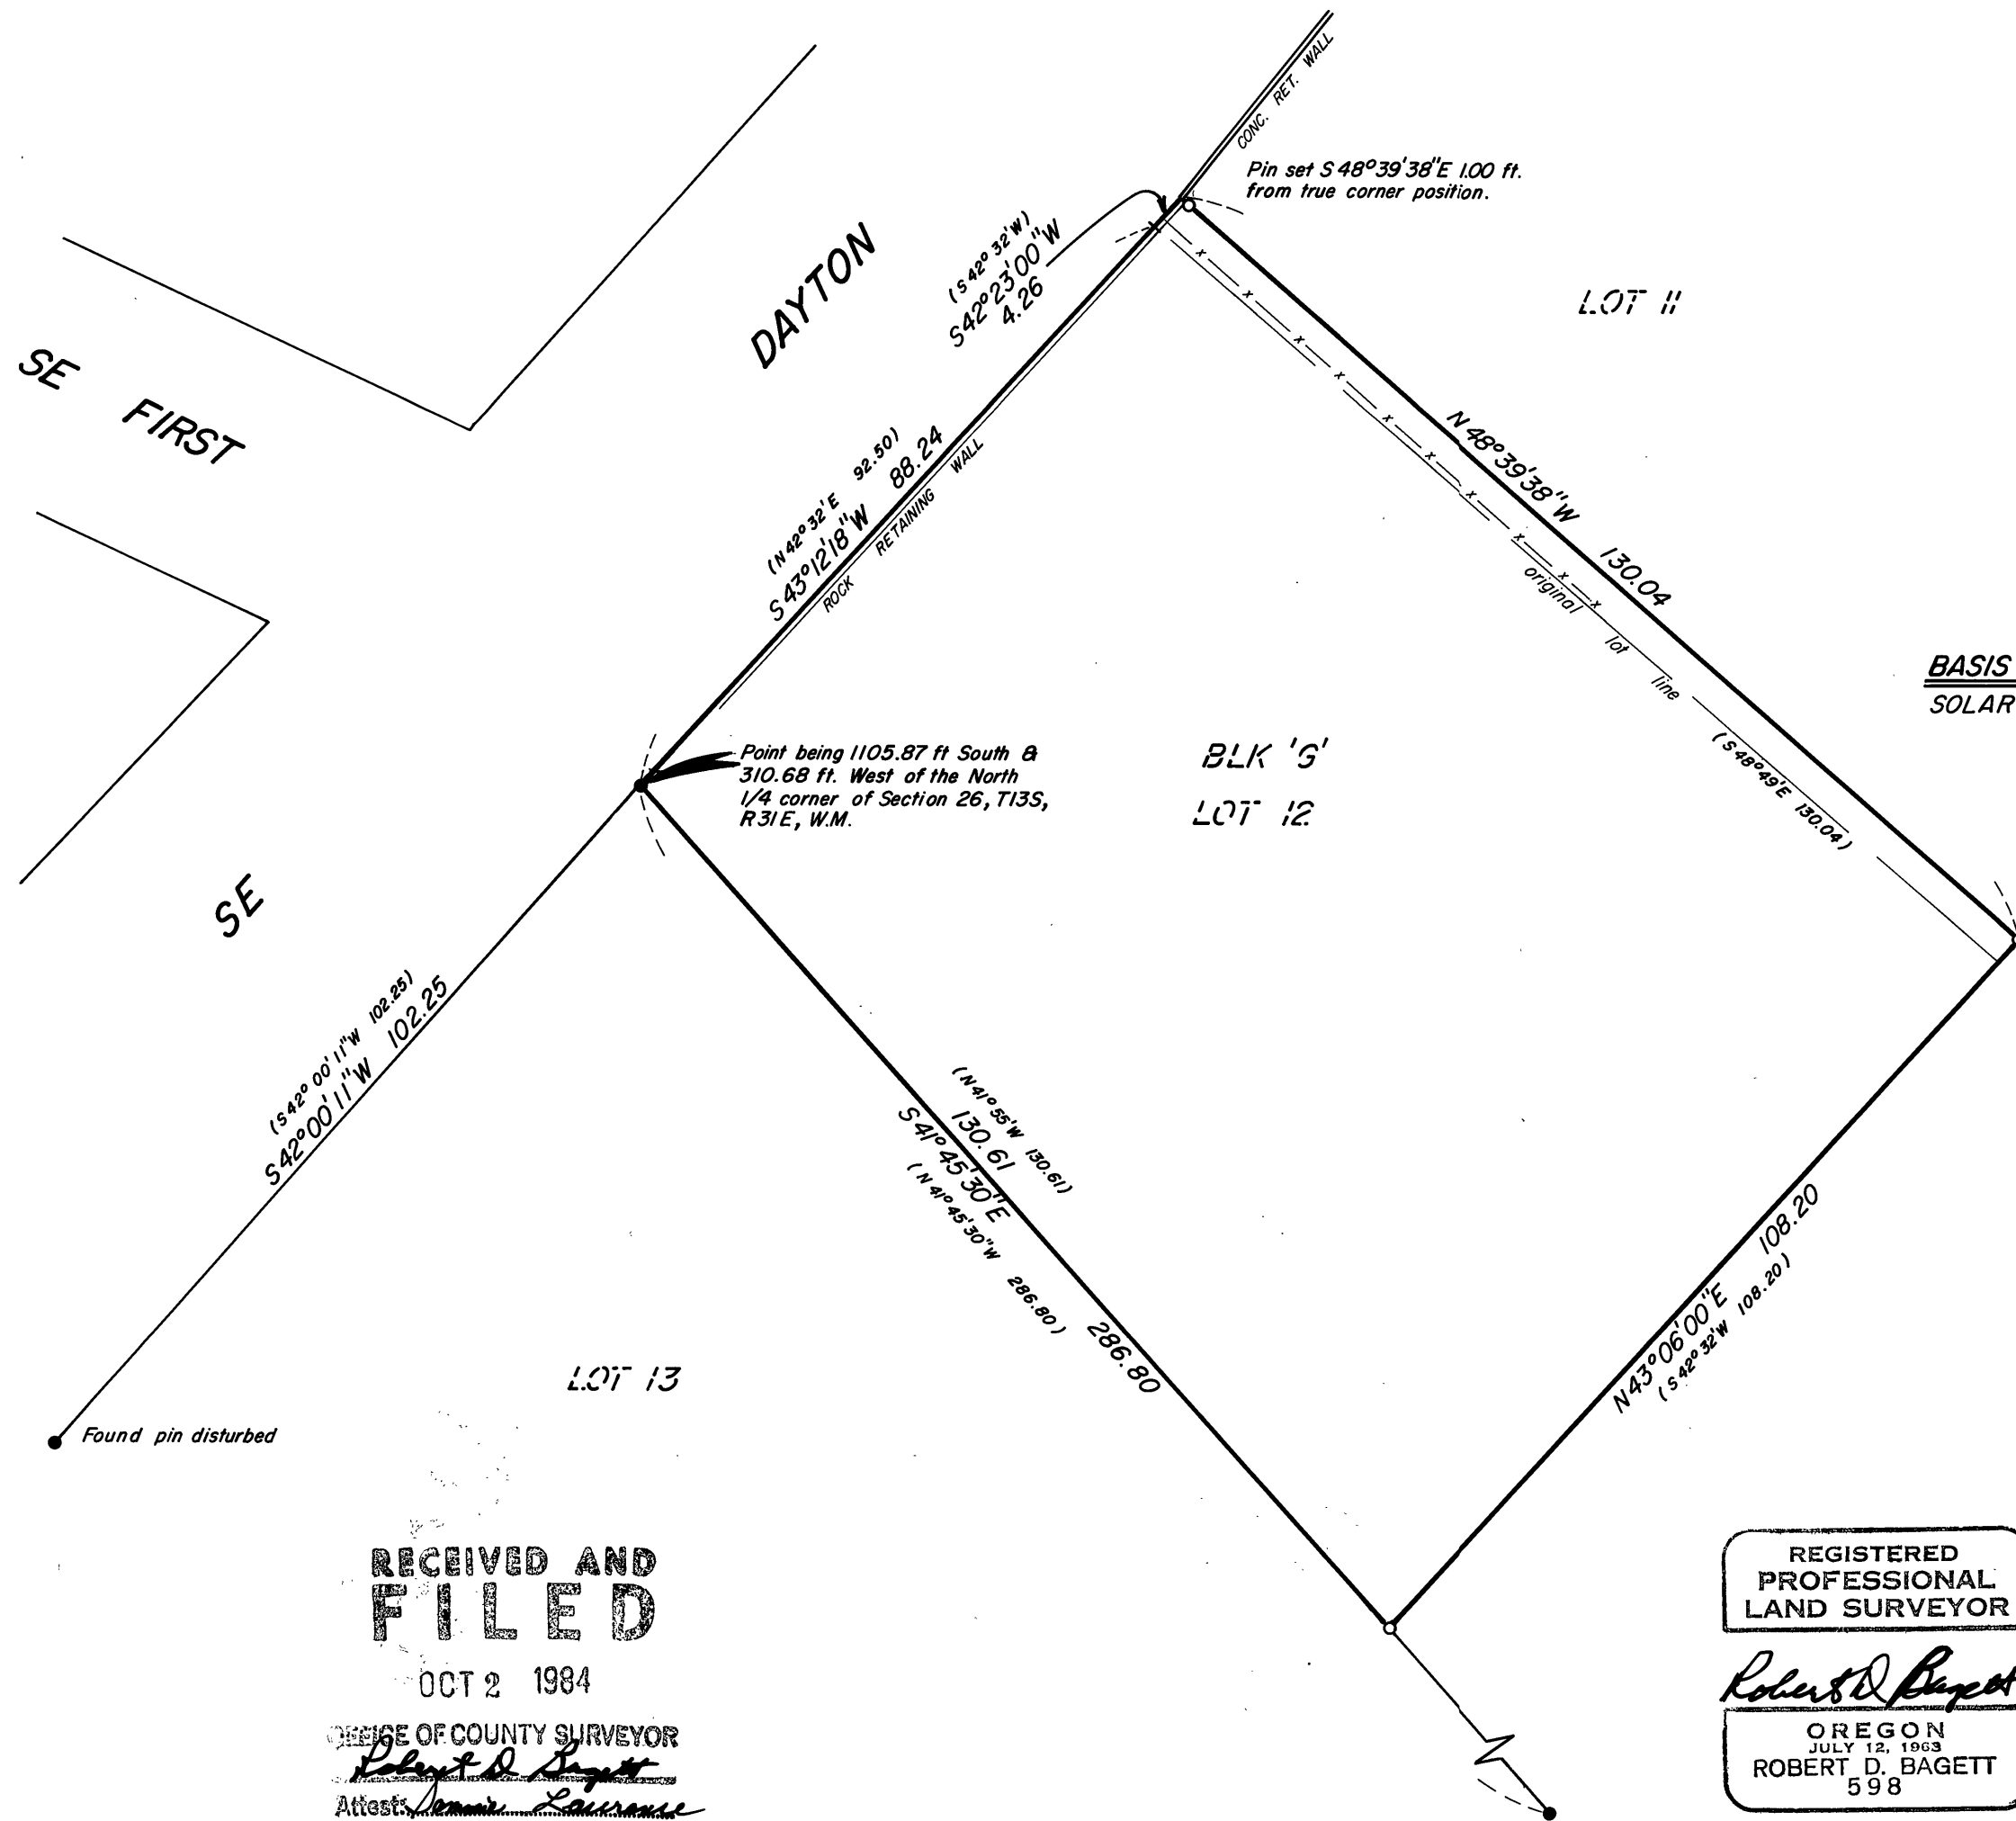 CONC. RET. WALL
Pin set S 48°39'38"E 1.00 ft.
from true corner position.
DAYTON
(S 42° 32'W)
S42°23'00"W
4.26
LOT 11
SE FIRST
(N 42° 32'E 92.50)
S 43°12'18"W 88.24
ROCK RETAINING WALL
N 48°39'38"W 130.04
original lot line
(S 48°49'E 130.04)
BASIS
SOLAR
Point being 1105.87 ft South &
310.68 ft. West of the North
1/4 corner of Section 26, T13S,
R31E, W.M.
BLK 'G'
LOT 12
SE
(S 42° 00' 11"W 102.25)
S 42°00'11"W 102.25
(N 41° 55'W 130.61)
130.61
S 41° 45' 30"E 286.80
(N 41° 45' 30"W 286.80)
N 43°06'00"E 108.20
(S 42° 32'W 108.20)
LOT 13
Found pin disturbed
RECEIVED AND
FILED
OCT 2 1984
OFFICE OF COUNTY SURVEYOR
Robert D Bagett
Attest: Lawrence
REGISTERED
PROFESSIONAL
LAND SURVEYOR
Robert D Bagett
OREGON
JULY 12, 1963
ROBERT D. BAGETT
598